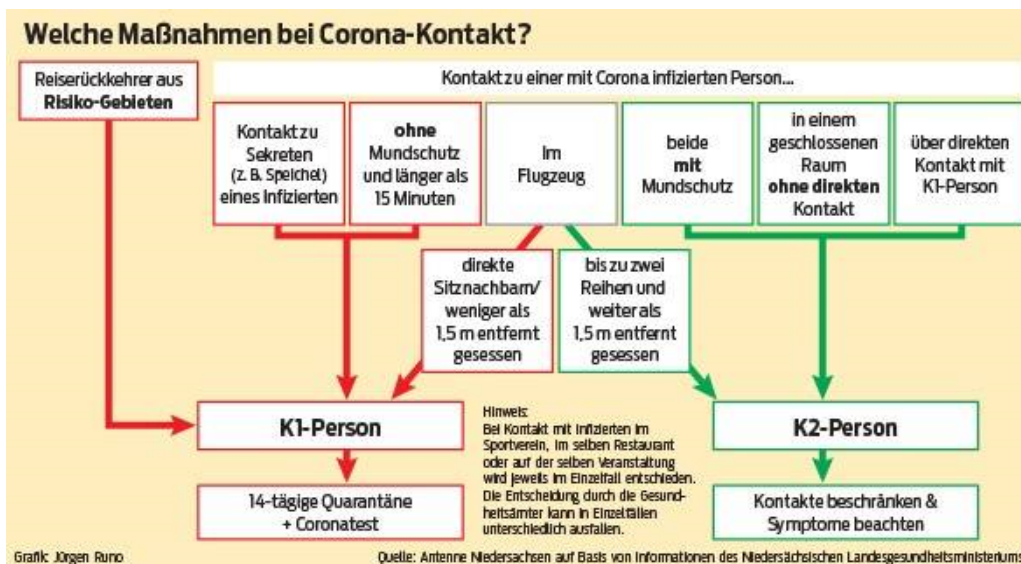 Welche Maßnahmen bei Corona-Kontakt?
Reiserückkehrer aus
Risiko-Gebieten
Kontakt zu einer mit Corona infizierten Person...
Kontakt zu
Sekreten
(z. B. Speichel)
eines Infizierten
ohne
Mundschutz
und länger als
15 Minuten
Im
Flugzeug
beide
mit
Mundschutz
in einem
geschlossenen
Raum
ohne direkten
Kontakt
über direkten
Kontakt mit
K1-Person
direkte
Sitznachbarn/
weniger als
1,5 m entfernt
gesessen
bis zu zwei
Reihen und
weiter als
1,5 m entfernt
gesessen
K1-Person
Hinweis:
Bei Kontakt mit Infizierten im
Sportverein, im selben Restaurant
oder auf der selben Veranstaltung
wird jeweils im Einzelfall entschieden.
Die Entscheidung durch die Gesund-
heitsämter kann in Einzelfällen
unterschiedlich ausfallen.
K2-Person
14-tägige Quarantäne
+ Coronatest
Kontakte beschränken &
Symptome beachten
Grafik: Jürgen Runo
Quelle: Antenne Niedersachsen auf Basis von Informationen des Niedersächsischen Landesgesundheitsministeriums